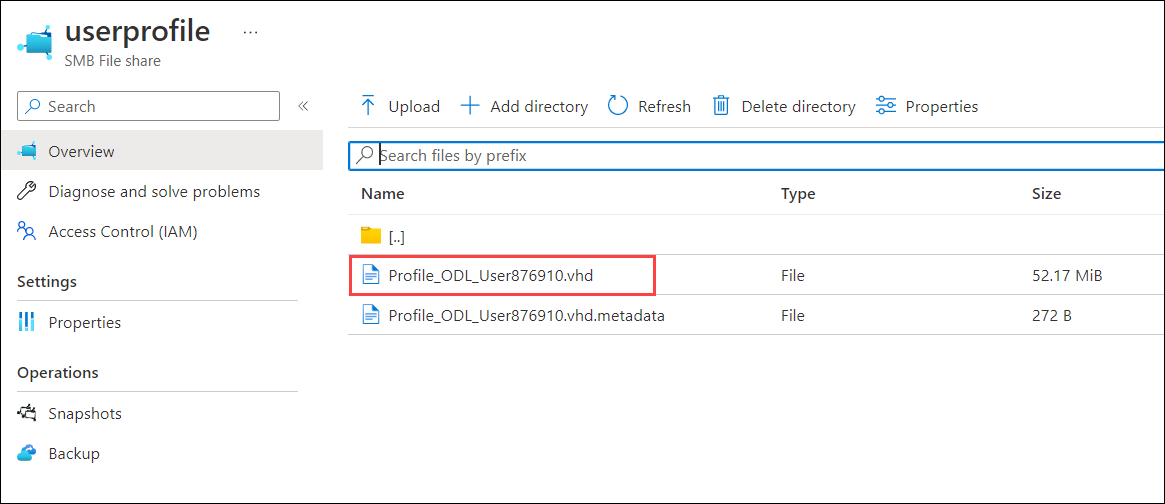 userprofile ...
SMB File share
Search «
Upload Add directory Refresh Delete directory Properties
Overview
Search files by prefix
Diagnose and solve problems
Name Type Size
Access Control (IAM)
[..]
Settings
Profile_ODL_User876910.vhd File 52.17 MiB
Properties
Profile_ODL_User876910.vhd.metadata File 272 B
Operations
Snapshots
Backup